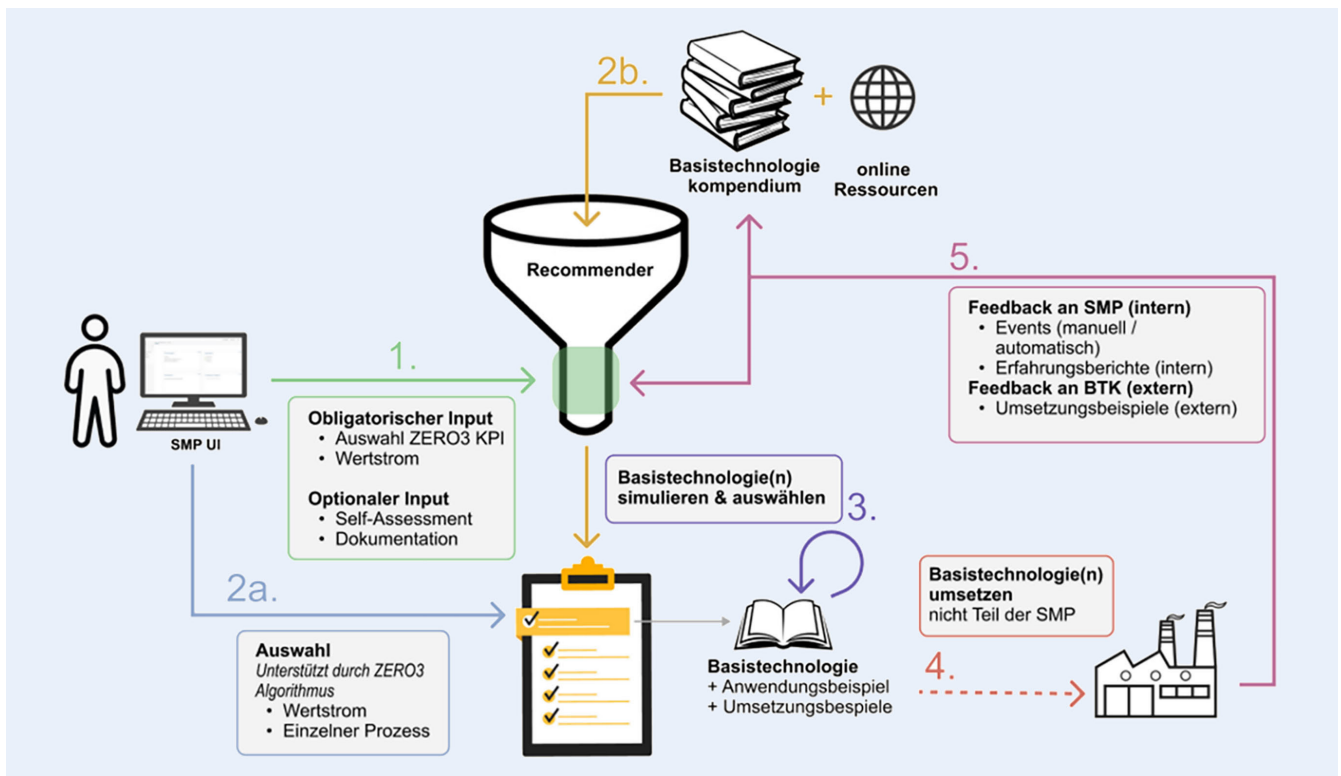 2b.
+
Basistechnologie
kompendium
online
Ressourcen
Recommender
5.
Feedback an SMP (intern)
• Events (manuell /
automatisch)
• Erfahrungsberichte (intern)
Feedback an BTK (extern)
• Umsetzungsbeispiele (extern)
SMP UI
1.
Obligatorischer Input
• Auswahl ZERO3 KPI
• Wertstrom
Optionaler Input
• Self-Assessment
• Dokumentation
Basistechnologie(n)
simulieren & auswählen
3.
2a.
Auswahl
Unterstützt durch ZERO3
Algorithmus
• Wertstrom
• Einzelner Prozess
Basistechnologie
+ Anwendungsbeispiel
+ Umsetzungsbespiele
Basistechnologie(n)
umsetzen
nicht Teil der SMP
4.